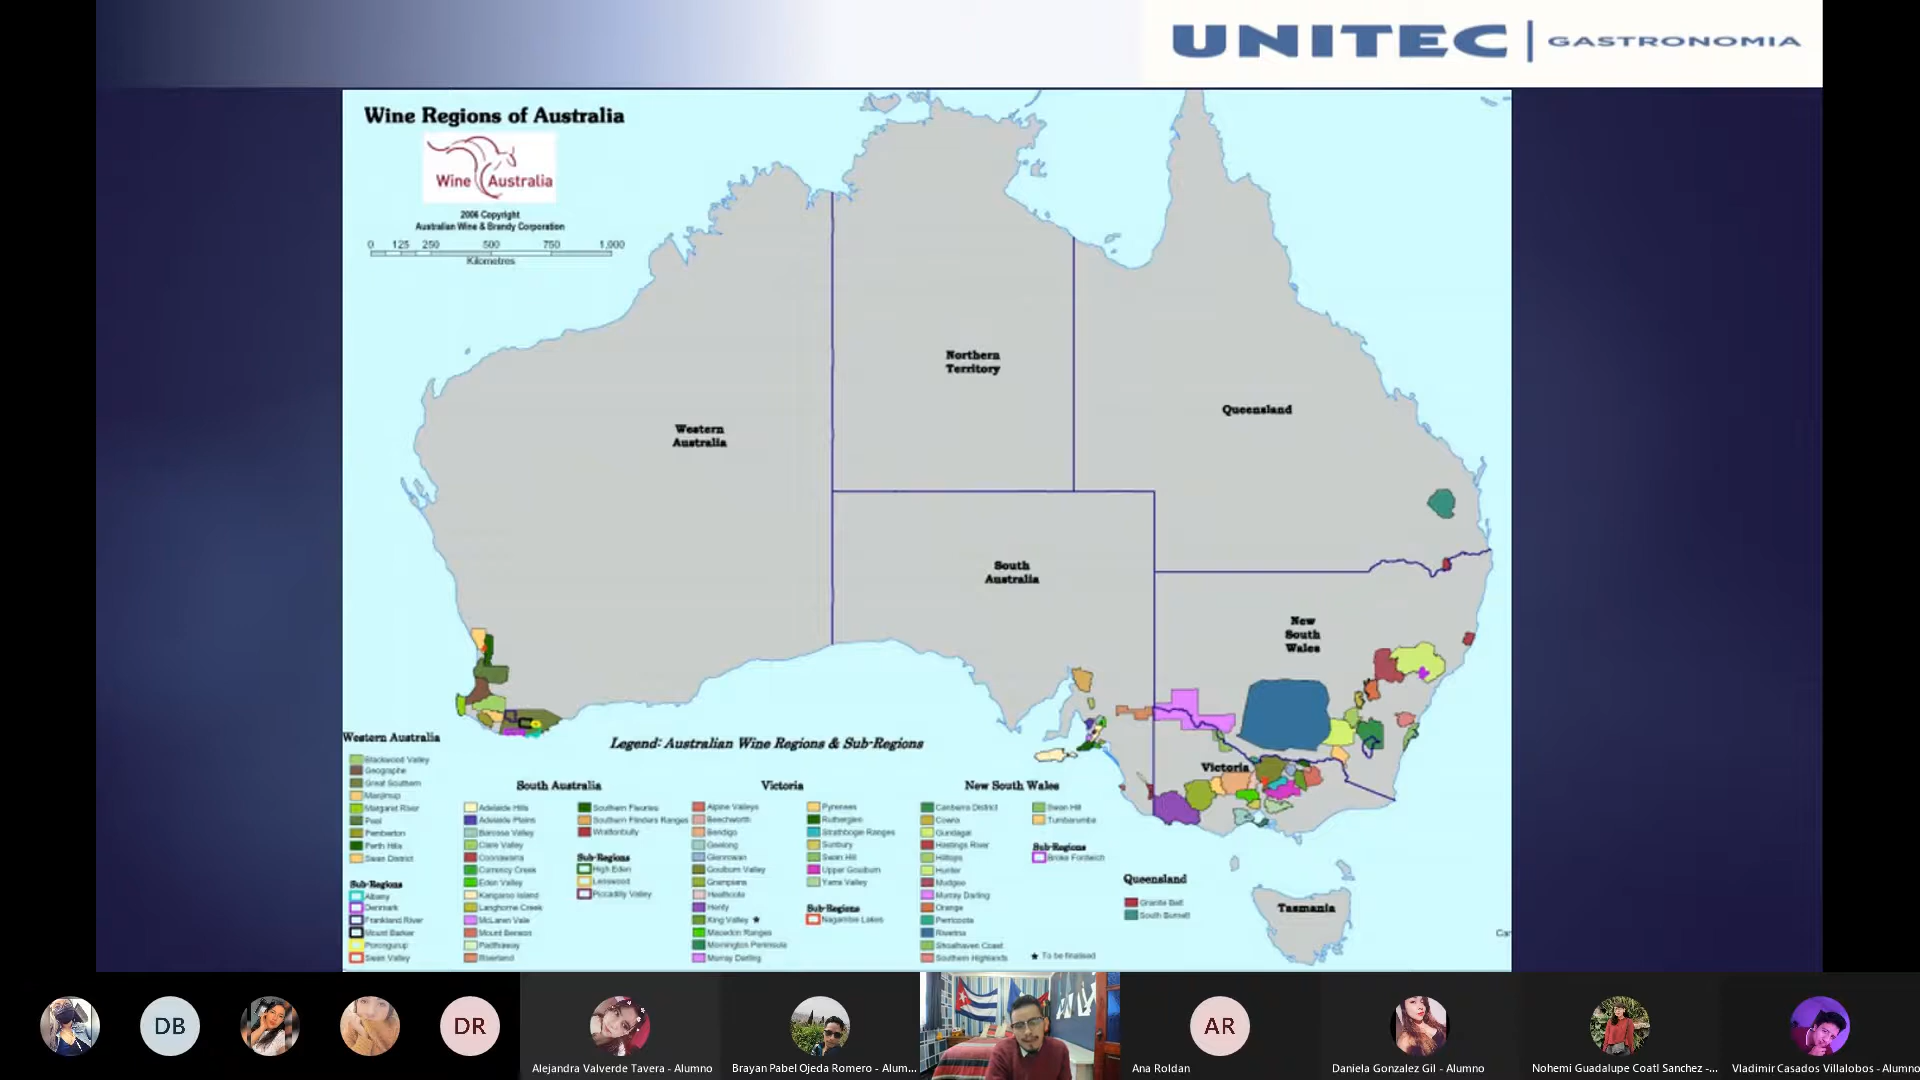 UNITEC | GASTRONOMIA
Wine Regions of Australia
Wine Australia
2006 Copyright
Australian Wine & Brandy Corporation
0 125 250 500 750 1,000
Kilometres
Northern
Territory
Queensland
Western
Australia
South
Australia
New
South
Wales
Victoria
Tasmania
Legend: Australian Wine Regions & Sub-Regions
Western Australia
Blackwood Valley
Geographe
Great Southern
Manjimup
Margaret River
Peel
Pemberton
Perth Hills
Swan District
Sub-Regions
Albany
Denmark
Frankland River
Mount Barker
Porongurup
Swan Valley
South Australia
Adelaide Hills
Adelaide Plains
Barossa Valley
Clare Valley
Coonawarra
Currency Creek
Eden Valley
Kangaroo Island
Langhorne Creek
McLaren Vale
Mount Benson
Padthaway
Riverland
Southern Fleurieu
Southern Flinders Ranges
Wrattonbully
Sub-Regions
High Eden
Lenswood
Piccadilly Valley
Victoria
Alpine Valleys
Beechworth
Bendigo
Geelong
Glenrowan
Goulburn Valley
Grampians
Heathcote
Henty
King Valley ★
Macedon Ranges
Mornington Peninsula
Murray Darling
Pyrenees
Rutherglen
Strathbogie Ranges
Sunbury
Swan Hill
Upper Goulburn
Yarra Valley
Sub-Regions
Nagambie Lakes
New South Wales
Canberra District
Cowra
Gundagai
Hastings River
Hilltops
Hunter
Mudgee
Murray Darling
Orange
Perricoota
Riverina
Shoalhaven Coast
Southern Highlands
Swan Hill
Tumbarumba
Sub-Regions
Broke Fordwich
★ To be finalised
Queensland
Granite Belt
South Burnett
DB
DR
AR
Alejandra Valverde Tavera - Alumno
Brayan Pabel Ojeda Romero - Alum...
Ana Roldan
Daniela Gonzalez Gil - Alumno
Nohemi Guadalupe Coatl Sanchez -...
Vladimir Casados Villalobos - Alumno